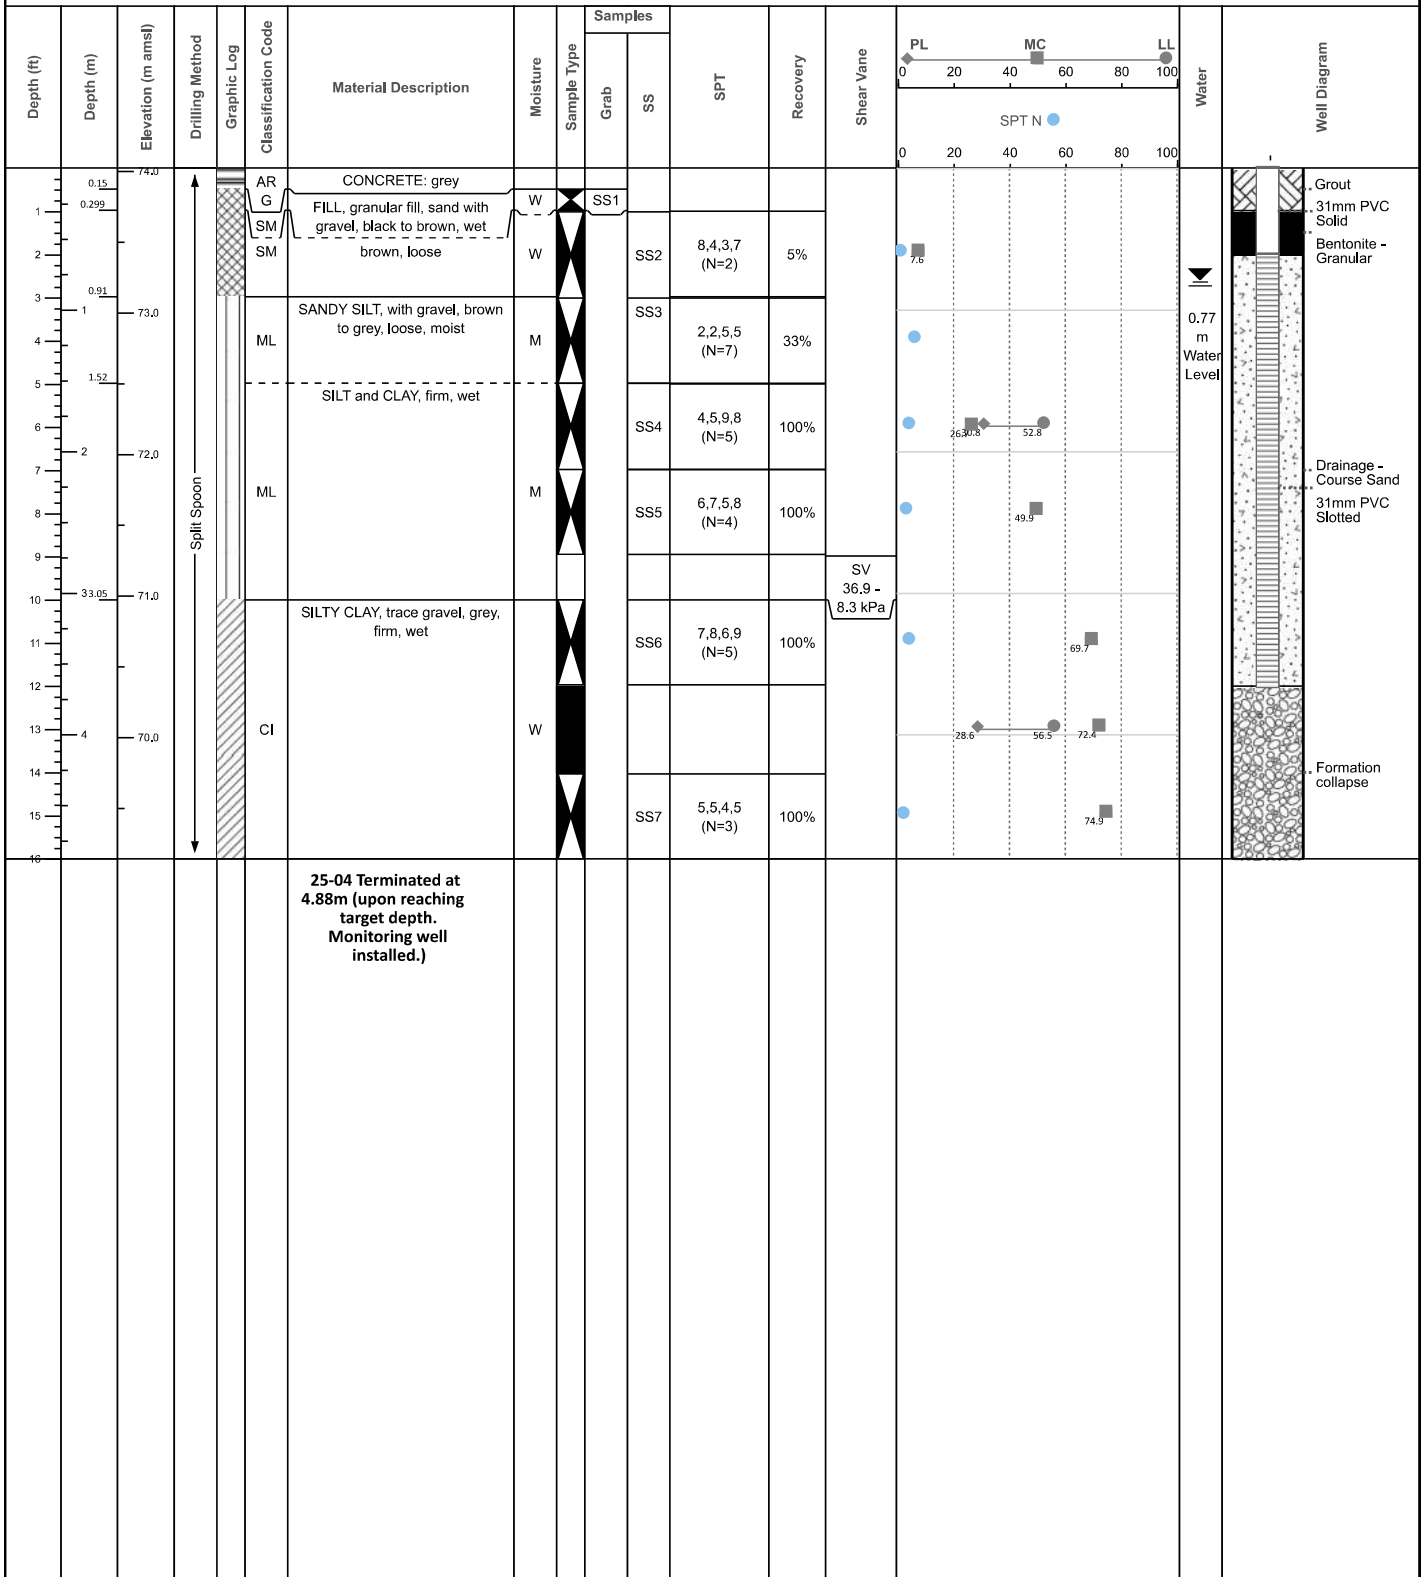 Samples
Depth (ft)
Depth (m)
Elevation (m amsl)
Drilling Method
Graphic Log
Classification Code
Material Description
Moisture
Sample Type
Grab
SS
SPT
Recovery
Shear Vane
PL MC LL
0 20 40 60 80 100
SPT N
0 20 40 60 80 100
Water
Well Diagram
74.0
0.15
AR
CONCRETE: grey
G
W
SS1
Grout
0.299
1
SM
FILL, granular fill, sand with
gravel, black to brown, wet
31mm PVC
Solid
2
SM
brown, loose
W
SS2
8,4,3,7
(N=2)
5%
7.6
Bentonite -
Granular
0.91
3
1
73.0
SANDY SILT, with gravel, brown
to grey, loose, moist
SS3
4
ML
M
2,2,5,5
(N=7)
33%
0.77
m
Water
Level
1.52
5
SILT and CLAY, firm, wet
6
SS4
4,5,9,8
(N=5)
100%
26.7
30.8
52.8
2
72.0
7
Split Spoon
ML
M
Drainage -
Course Sand
8
SS5
6,7,5,8
(N=4)
100%
49.9
31mm PVC
Slotted
9
SV
36.9 -
8.3 kPa
3
3.05
71.0
10
SILTY CLAY, trace gravel, grey,
firm, wet
11
SS6
7,8,6,9
(N=5)
100%
69.7
12
13
4
70.0
CI
W
28.6
56.5
72.4
14
Formation
collapse
15
SS7
5,5,4,5
(N=3)
100%
74.9
16
25-04 Terminated at
4.88m (upon reaching
target depth.
Monitoring well
installed.)